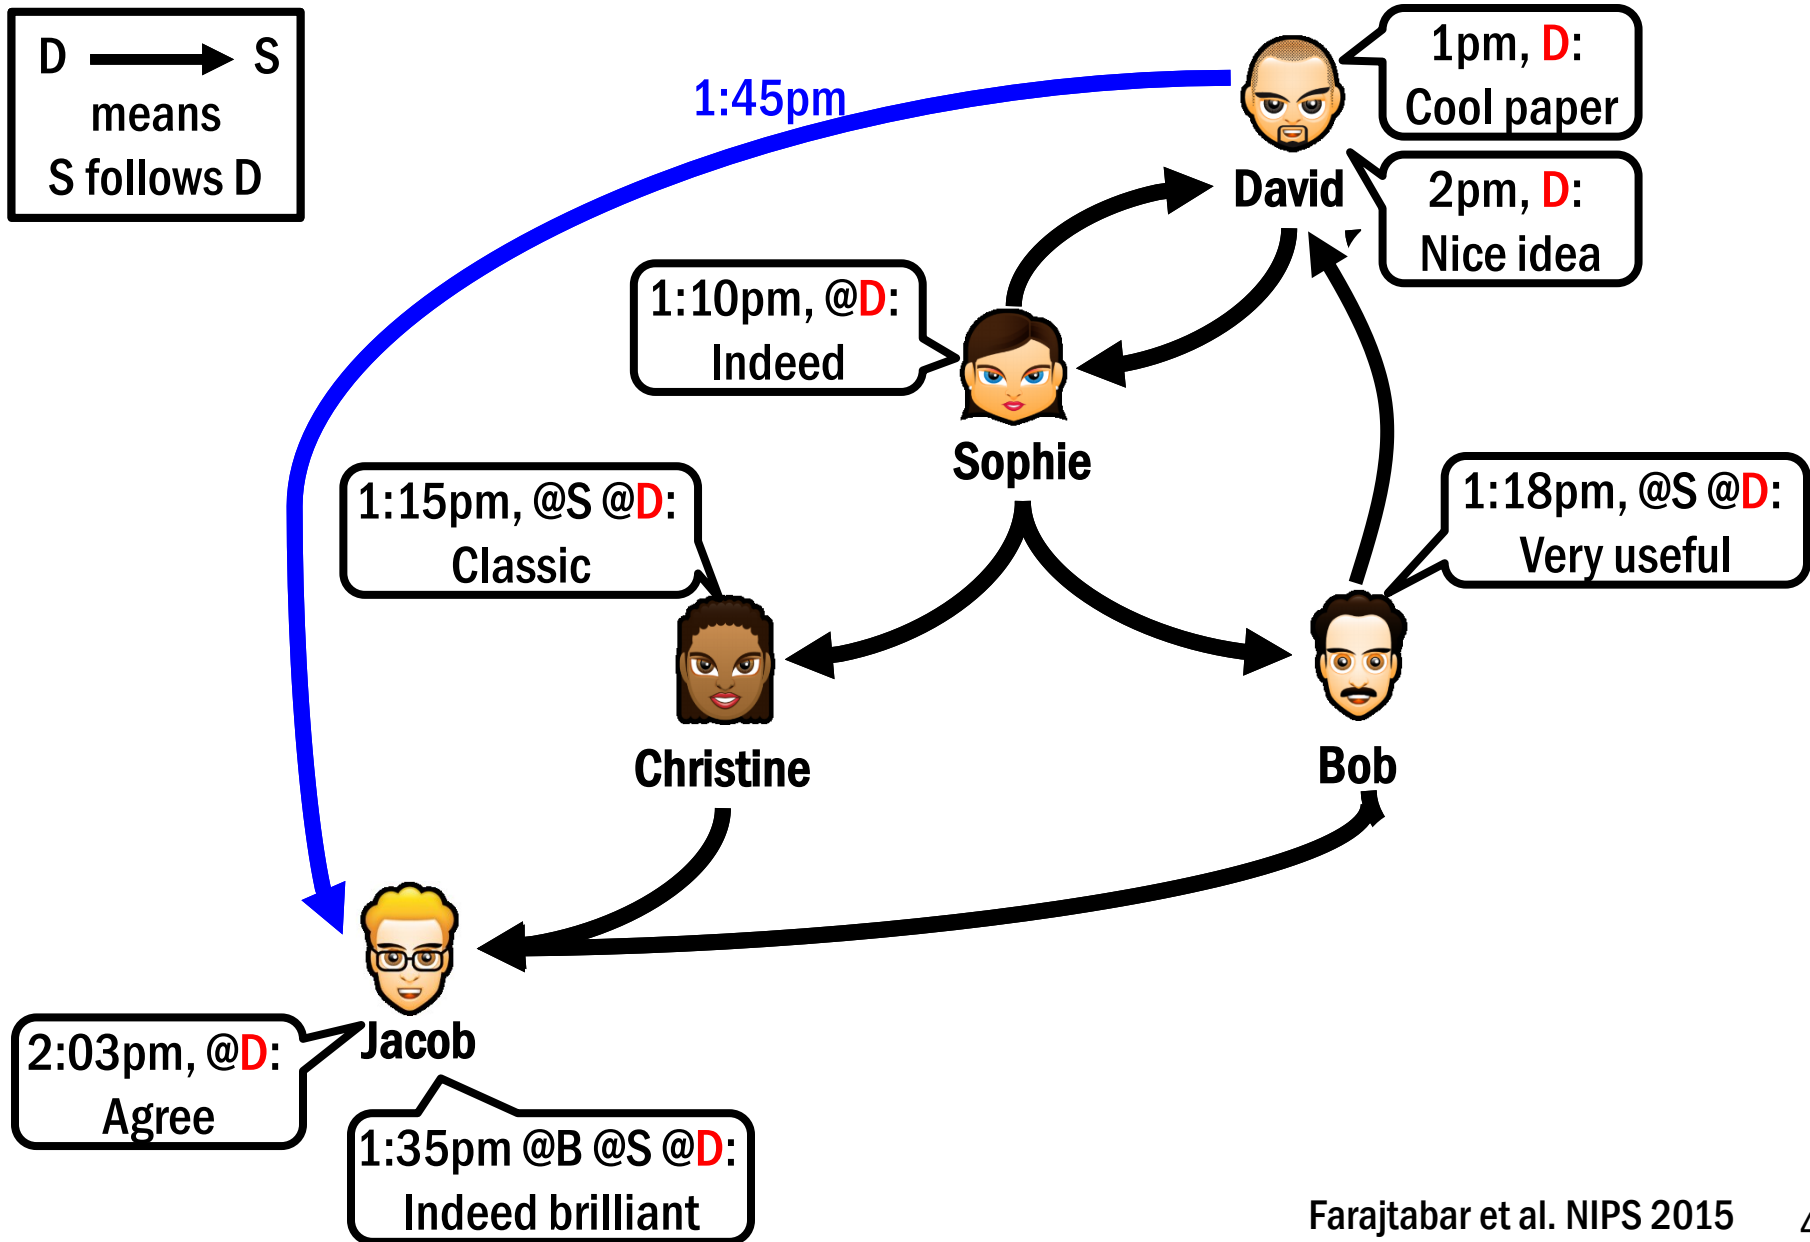 D S
means
S follows D
1:45pm
1pm, D:
Cool paper
David
2pm, D:
Nice idea
1:10pm, @D:
Indeed
Sophie
1:15pm, @S @D:
Classic
1:18pm, @S @D:
Very useful
Christine
Bob
Jacob
2:03pm, @D:
Agree
1:35pm @B @S @D:
Indeed brilliant
Farajtabar et al. NIPS 2015